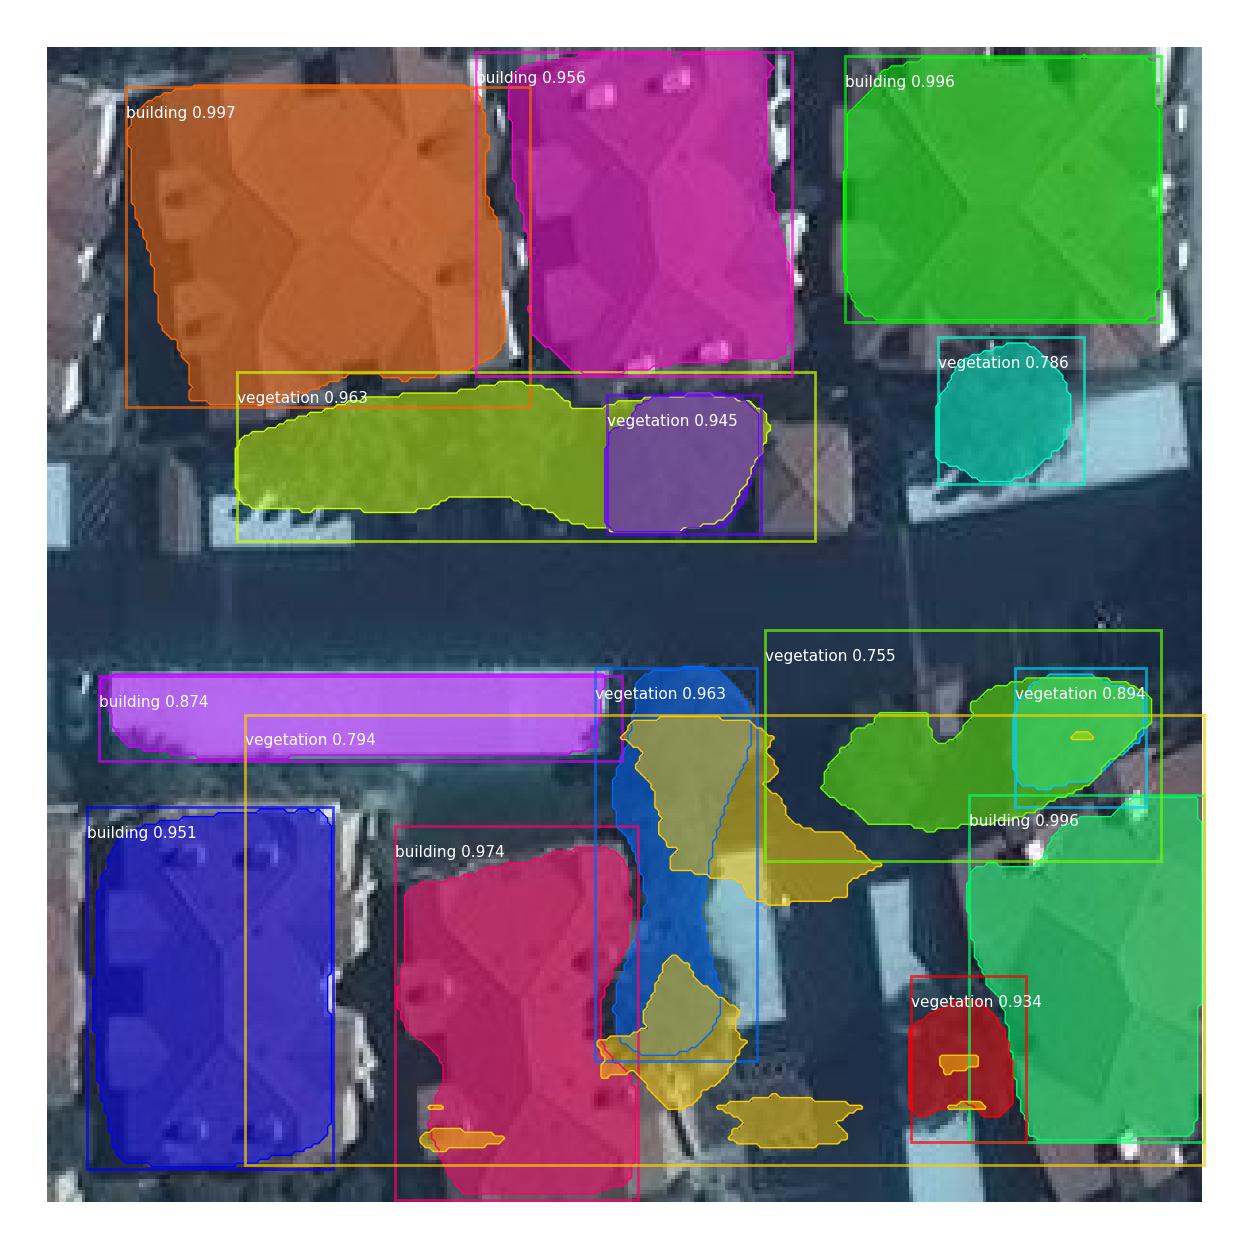 building 0.956
building 0.996
building 0.997
vegetation 0.786
vegetation 0.963
vegetation 0.945
vegetation 0.755
vegetation 0.963
vegetation 0.894
building 0.874
vegetation 0.794
building 0.996
building 0.951
building 0.974
vegetation 0.934